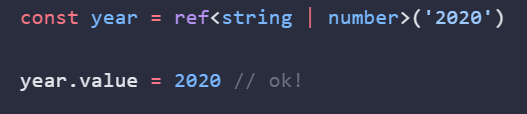 const year = ref<string | number>('2020')
year.value = 2020 // ok!